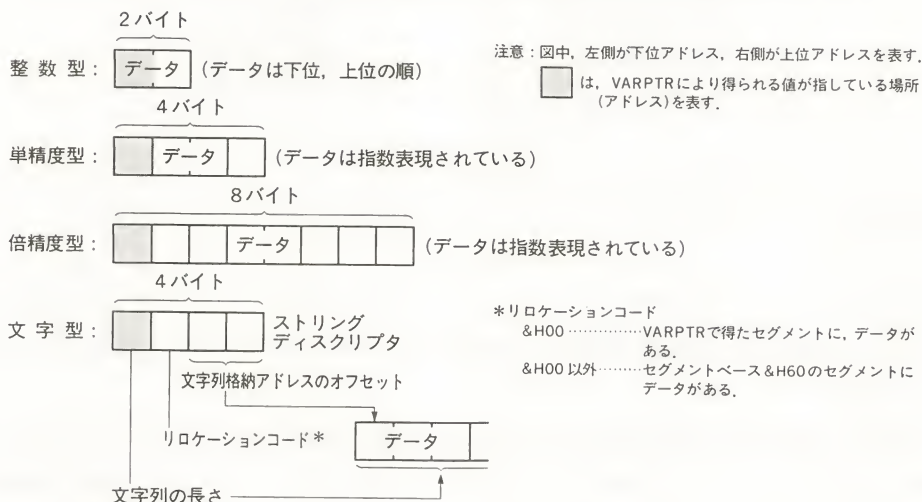 2バイト
整数型： データ （データは下位，上位の順）
4バイト
単精度型： データ （データは指数表現されている）
8バイト
倍精度型： データ （データは指数表現されている）
4バイト
文字型： ストリング
ディスクリプタ
文字列格納アドレスのオフセット
リロケーションコード＊
データ
文字列の長さ
注意：図中，左側が下位アドレス，右側が上位アドレスを表す．
は，VARPTRにより得られる値が指している場所
（アドレス）を表す．
＊リロケーションコード
&H00 ……………VARPTRで得たセグメントに，データが
ある．
&H00 以外………セグメントベース&H60のセグメントに
データがある．